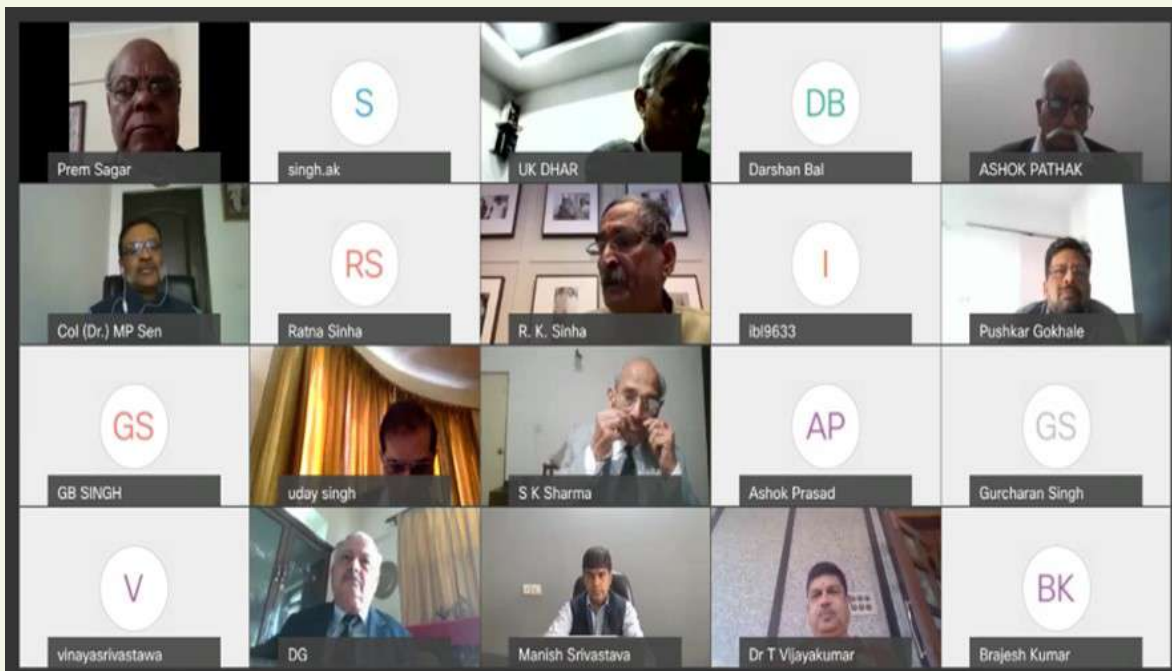 Prem Sagar
S
singh.ak
UK DHAR
DB
Darshan Bal
ASHOK PATHAK
Col (Dr.) MP Sen
RS
Ratna Sinha
R. K. Sinha
I
ibl9633
Pushkar Gokhale
GS
GB SINGH
uday singh
S K Sharma
AP
Ashok Prasad
GS
Gurcharan Singh
V
vinayasrivastawa
DG
Manish Srivastava
Dr T Vijayakumar
BK
Brajesh Kumar